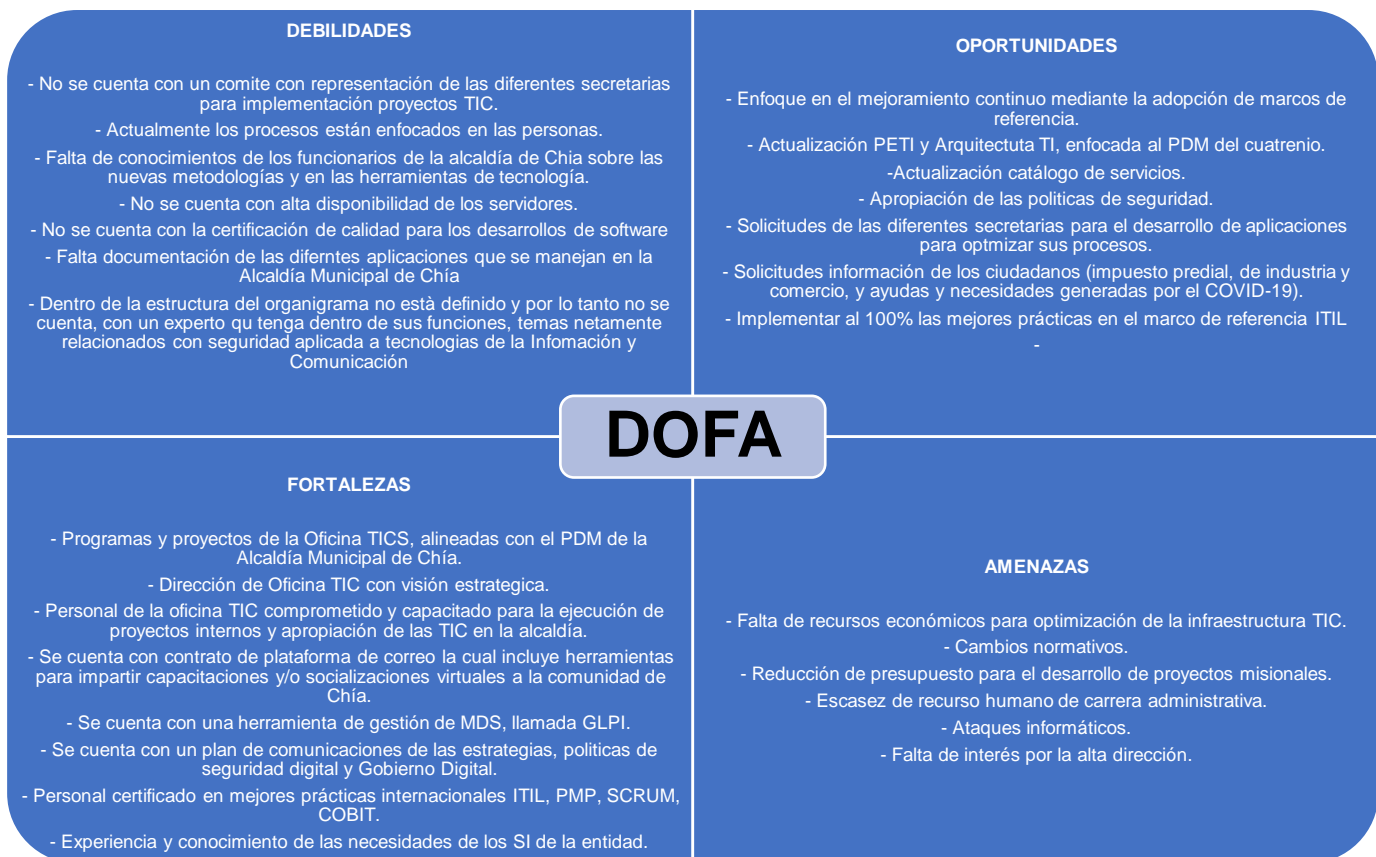 DEBILIDADES
- No se cuenta con un comite con representación de las diferentes secretarias
para implementación proyectos TIC.
- Actualmente los procesos están enfocados en las personas.
- Falta de conocimientos de los funcionarios de la alcaldía de Chia sobre las
nuevas metodologías y en las herramientas de tecnología.
- No se cuenta con alta disponibilidad de los servidores.
- No se cuenta con la certificación de calidad para los desarrollos de software
- Falta documentación de las diferntes aplicaciones que se manejan en la
Alcaldía Municipal de Chía
- Dentro de la estructura del organigrama no està definido y por lo tanto no se
cuenta, con un experto qu tenga dentro de sus funciones, temas netamente
relacionados con seguridad aplicada a tecnologias de la Infomación y
Comunicación
OPORTUNIDADES
- Enfoque en el mejoramiento continuo mediante la adopción de marcos de
referencia.
- Actualización PETI y Arquitectuta TI, enfocada al PDM del cuatrenio.
-Actualización catálogo de servicios.
- Apropiación de las politicas de seguridad.
- Solicitudes de las diferentes secretarias para el desarrollo de aplicaciones
para optmizar sus procesos.
- Solicitudes información de los ciudadanos (impuesto predial, de industria y
comercio, y ayudas y necesidades generadas por el COVID-19).
- Implementar al 100% las mejores prácticas en el marco de referencia ITIL
-
DOFA
FORTALEZAS
- Programas y proyectos de la Oficina TICS, alineadas con el PDM de la
Alcaldía Municipal de Chía.
- Dirección de Oficina TIC con visión estrategica.
- Personal de la oficina TIC comprometido y capacitado para la ejecución de
proyectos internos y apropiación de las TIC en la alcaldía.
- Se cuenta con contrato de plataforma de correo la cual incluye herramientas
para impartir capacitaciones y/o socializaciones virtuales a la comunidad de
Chía.
- Se cuenta con una herramienta de gestión de MDS, llamada GLPI.
- Se cuenta con un plan de comunicaciones de las estrategias, politicas de
seguridad digital y Gobierno Digital.
- Personal certificado en mejores prácticas internacionales ITIL, PMP, SCRUM,
COBIT.
- Experiencia y conocimiento de las necesidades de los SI de la entidad.
AMENAZAS
- Falta de recursos económicos para optimización de la infraestructura TIC.
- Cambios normativos.
- Reducción de presupuesto para el desarrollo de proyectos misionales.
- Escasez de recurso humano de carrera administrativa.
- Ataques informáticos.
- Falta de interés por la alta dirección.